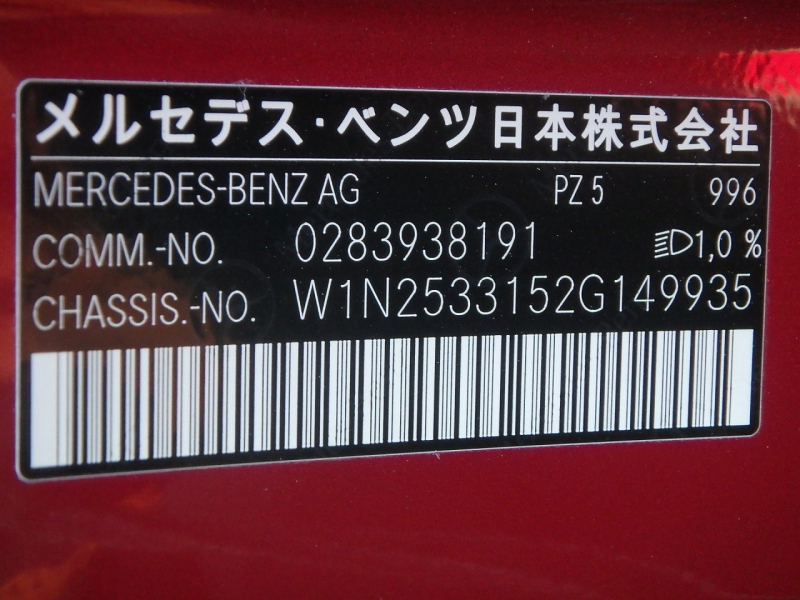 メルセデス・ベンツ日本株式会社
MERCEDES-BENZ AG PZ 5 996
COMM.-NO. 0283938191 1,0 %
CHASSIS.-NO. W1N2533152G149935